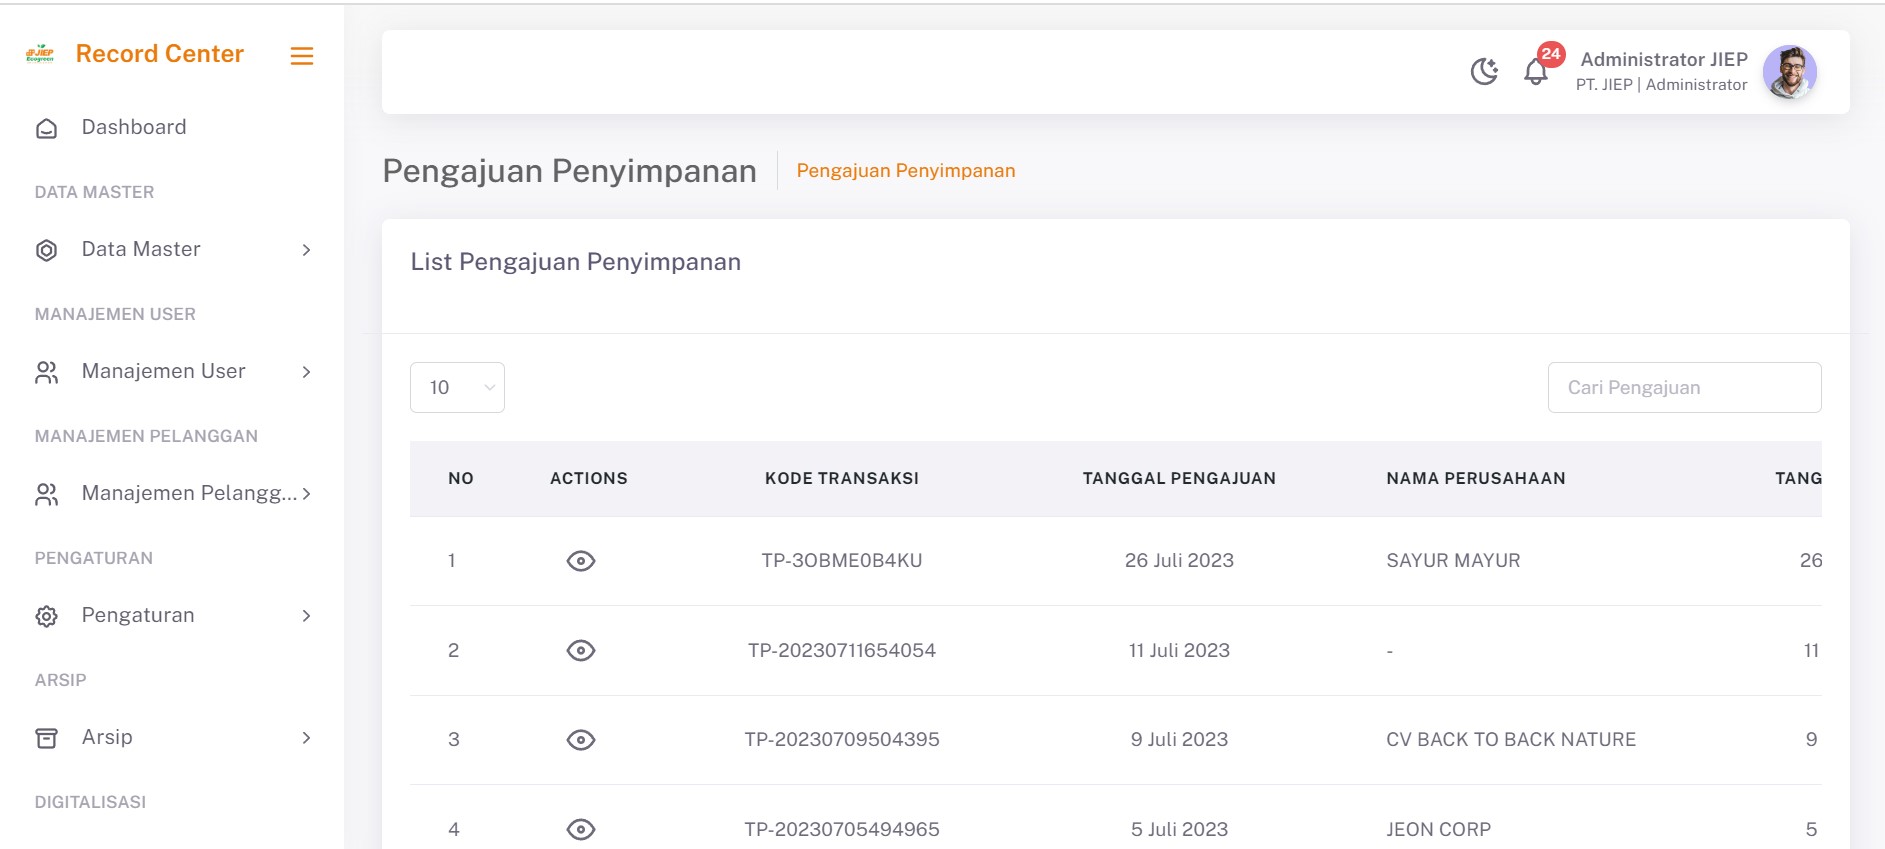 JIEP
Ecogreen
Record Center
24
Administrator JIEP
PT. JIEP | Administrator
Dashboard
DATA MASTER
Data Master
MANAJEMEN USER
Manajemen User
MANAJEMEN PELANGGAN
Manajemen Pelangg...
PENGATURAN
Pengaturan
ARSIP
Arsip
DIGITALISASI
Pengajuan Penyimpanan
Pengajuan Penyimpanan
List Pengajuan Penyimpanan
10
Cari Pengajuan
NO ACTIONS KODE TRANSAKSI TANGGAL PENGAJUAN NAMA PERUSAHAAN TANG
1 TP-3OBME0B4KU 26 Juli 2023 SAYUR MAYUR 26
2 TP-20230711654054 11 Juli 2023 - 11
3 TP-20230709504395 9 Juli 2023 CV BACK TO BACK NATURE 9
4 TP-20230705494965 5 Juli 2023 JEON CORP 5